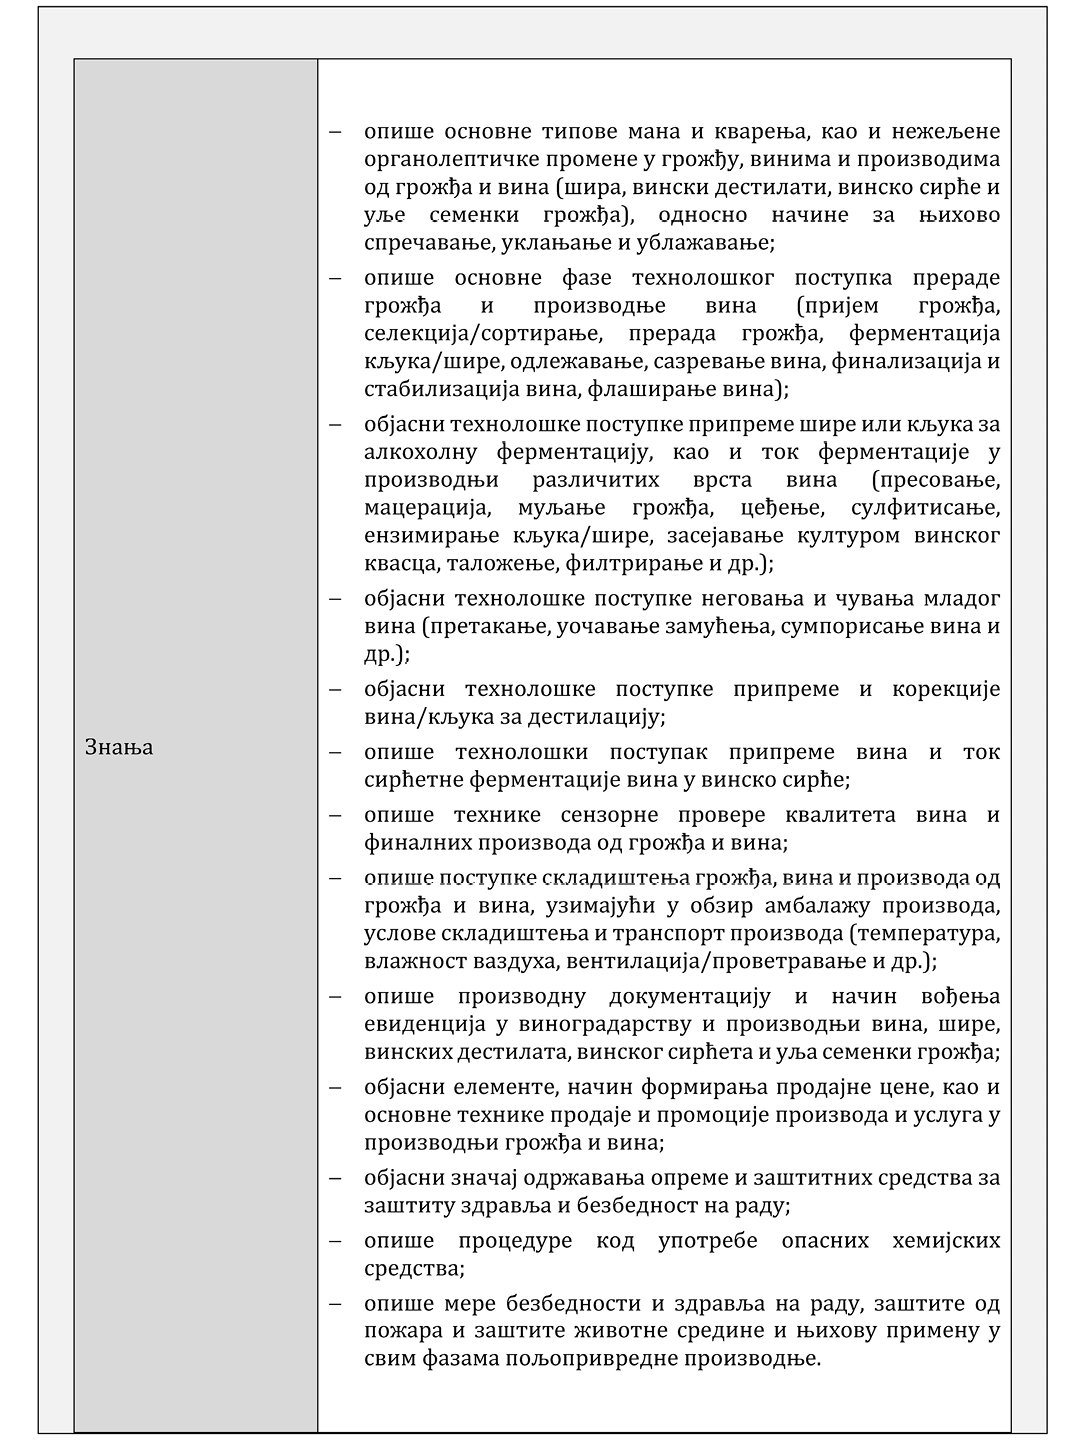 – опише основне типове мана и кварења, као и нежељене
органолептичке промене у грожђу, винима и производима
од грожђа и вина (шира, вински дестилати, винско сирће и
уље семенки грожђа), односно начине за њихово
спречавање, уклањање и ублажавање;
– опише основне фазе технолошког поступка прераде
грожђа и производње вина (пријем грожђа,
селекција/сортирање, прерада грожђа, ферментација
кљука/шире, одлежавање, сазревање вина, финализација и
стабилизација вина, флаширање вина);
– објасни технолошке поступке припреме шире или кљука за
алкохолну ферментацију, као и ток ферментације у
производњи различитих врста вина (пресовање,
мацерација, муљање грожђа, цеђење, сулфитисање,
ензимирање кљука/шире, засејавање културом винског
квасца, таложење, филтрирање и др.);
– објасни технолошке поступке неговања и чувања младог
вина (претакање, уочавање замућења, сумпорисање вина и
др.);
– објасни технолошке поступке припреме и корекције
вина/кљука за дестилацију;
Знања
– опише технолошки поступак припреме вина и ток
сирћетне ферментације вина у винско сирће;
– опише технике сензорне провере квалитета вина и
финалних производа од грожђа и вина;
– опише поступке складиштења грожђа, вина и производа од
грожђа и вина, узимајући у обзир амбалажу производа,
услове складиштења и транспорт производа (температура,
влажност ваздуха, вентилација/проветравање и др.);
– опише производну документацију и начин вођења
евиденција у виноградарству и производњи вина, шире,
винских дестилата, винског сирћета и уља семенки грожђа;
– објасни елементе, начин формирања продајне цене, као и
основне технике продаје и промоције производа и услуга у
производњи грожђа и вина;
– објасни значај одржавања опреме и заштитних средства за
заштиту здравља и безбедност на раду;
– опише процедуре код употребе опасних хемијских
средства;
– опише мере безбедности и здравља на раду, заштите од
пожара и заштите животне средине и њихову примену у
свим фазама пољопривредне производње.